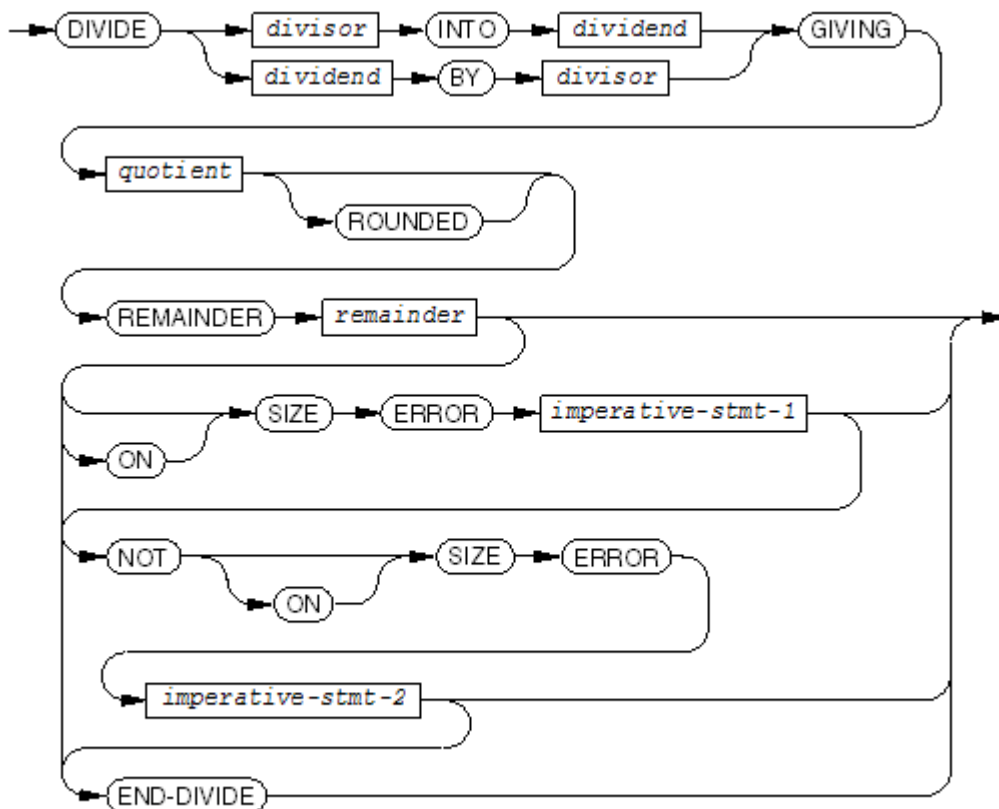 DIVIDE divisor INTO dividend GIVING
dividend BY divisor
quotient
ROUNDED
REMAINDER remainder
SIZE ERROR imperative-stmt-1
ON
NOT SIZE ERROR
ON
imperative-stmt-2
END-DIVIDE